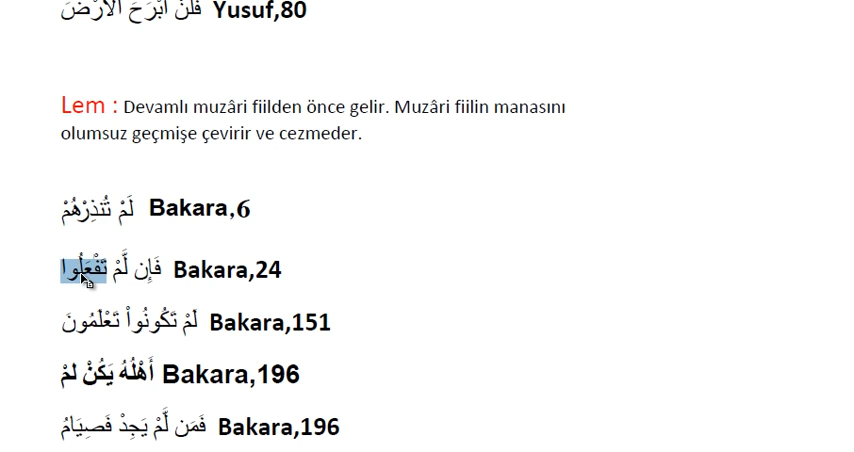 فَلَنْ أَبْرَحَ الأَرْضَ Yusuf,80
Lem : Devamlı muzâri fiilden önce gelir. Muzâri fiilin manasını
olumsuz geçmişe çevirir ve cezmeder.
لَمْ تُنذِرْهُمْ Bakara,6
فَإِن لَّمْ تَفْعَلُوا Bakara,24
لَمْ تَكُونُواْ تَعْلَمُونَ Bakara,151
أَهْلُهُ يَكُنْ لمْ Bakara,196
فَمَن لَّمْ يَجِدْ فَصِيَامُ Bakara,196